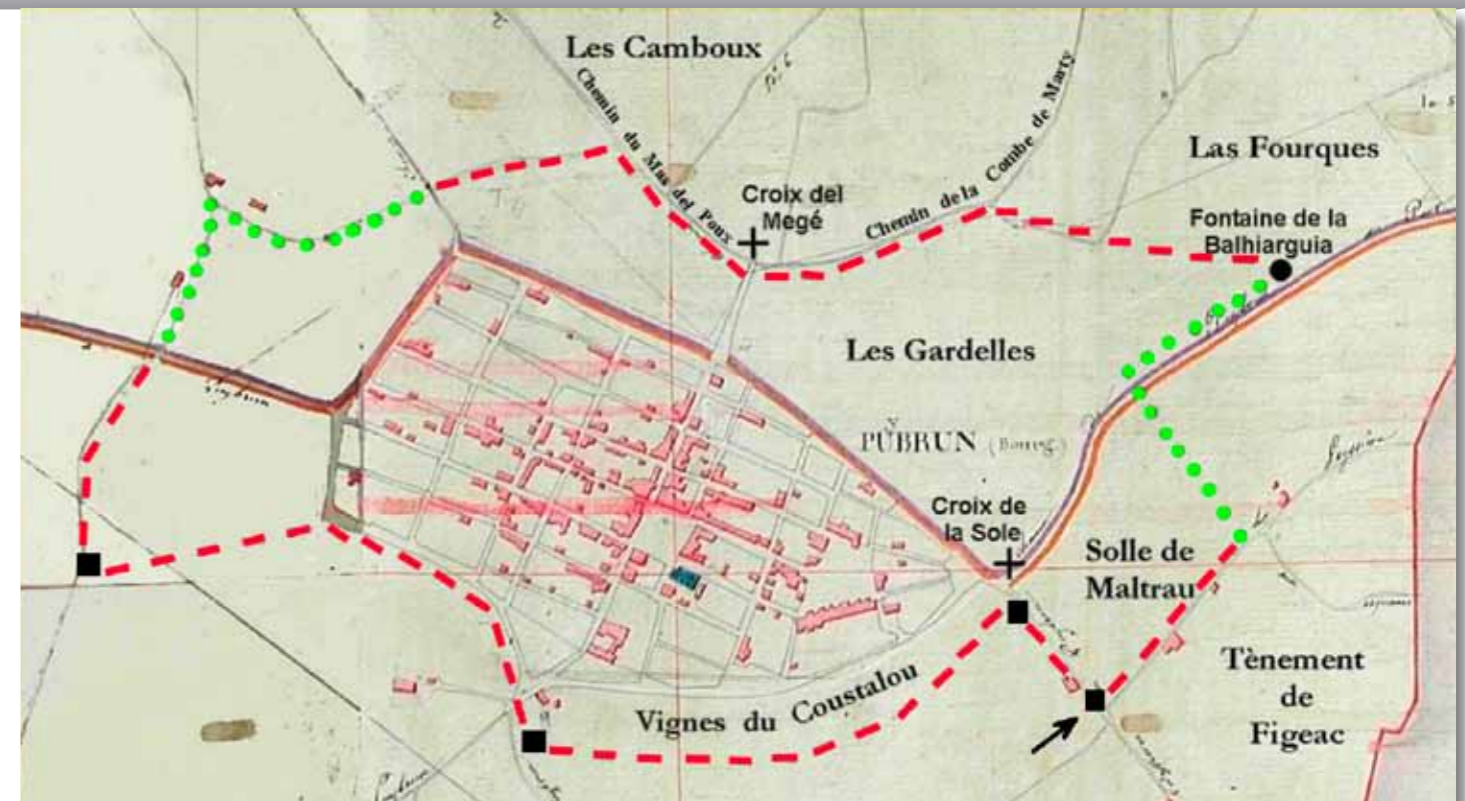 Les Camboux
Chemin du Mas del Poux
Chemin de la Combe de Marty
Las Fourques
Croix del
Megé
Fontaine de la
Balhiarguia
Les Gardelles
PUBRUN (Bourg.)
Croix de
la Sole
Solle de
Maltrau
Tènement
de
Figeac
Vignes du Coustalou